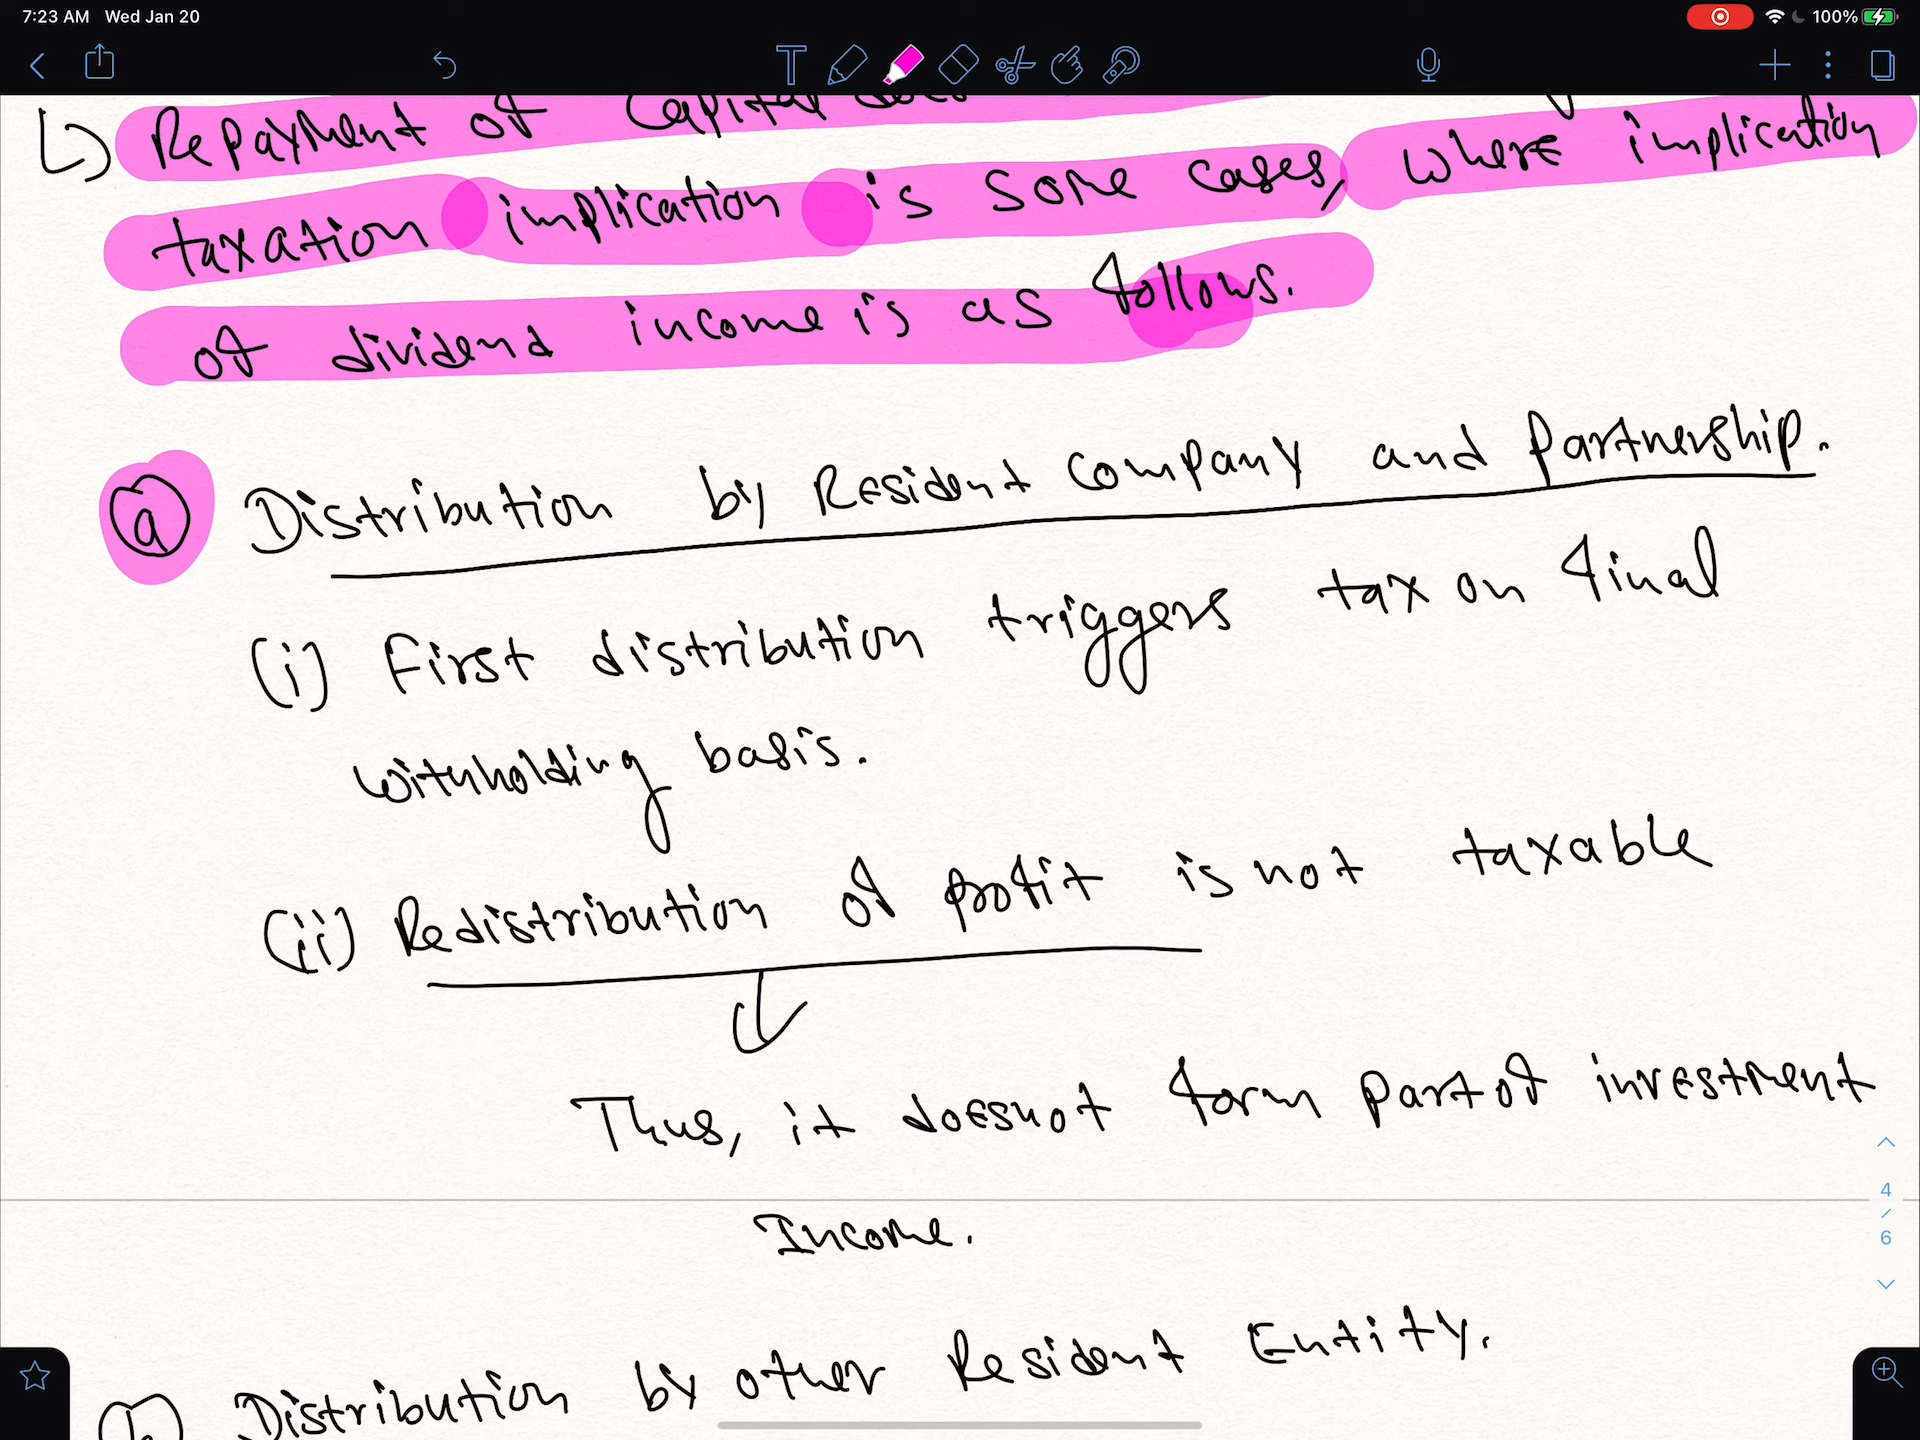 7:23 AM Wed Jan 20
100%
Repayment of Capital does
taxation implication is some cases, where implication
of dividend income is as follows.
a Distribution by Resident Company and Partnership.
(i) First distribution triggers tax on final
withholding basis.
(ii) Redistribution of profit is not taxable
Thus, it doesnot form part of investment
Income.
4
/
6
b Distribution by other Resident Entity.